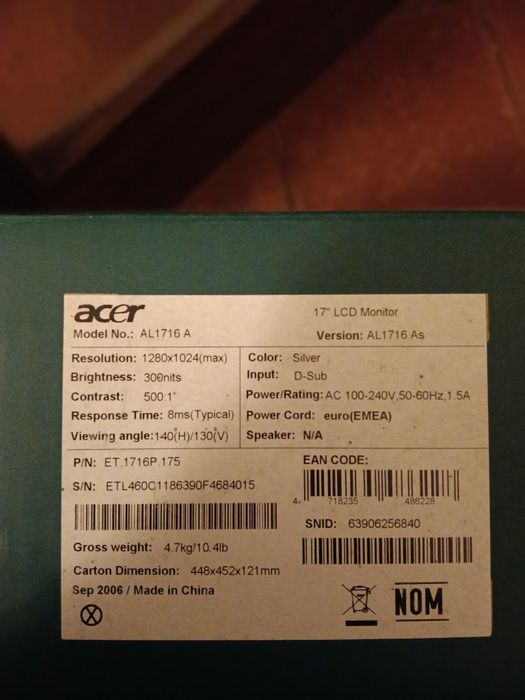 acer
17" LCD Monitor
Model No.: AL1716 A
Version: AL1716 As
Resolution: 1280x1024(max)
Brightness: 300nits
Contrast: 500:1"
Response Time: 8ms(Typical)
Viewing angle:140°(H)/130°(V)
Color: Silver
Input: D-Sub
Power/Rating: AC 100-240V,50-60Hz,1.5A
Power Cord: euro(EMEA)
Speaker: N/A
P/N: ET.1716P.175
S/N: ETL460C1186390F4684015
Gross weight: 4.7kg/10.4lb
Carton Dimension: 448x452x121mm
Sep 2006 / Made in China
EAN CODE:
4 718235 486228
SNID: 63906256840
NOM